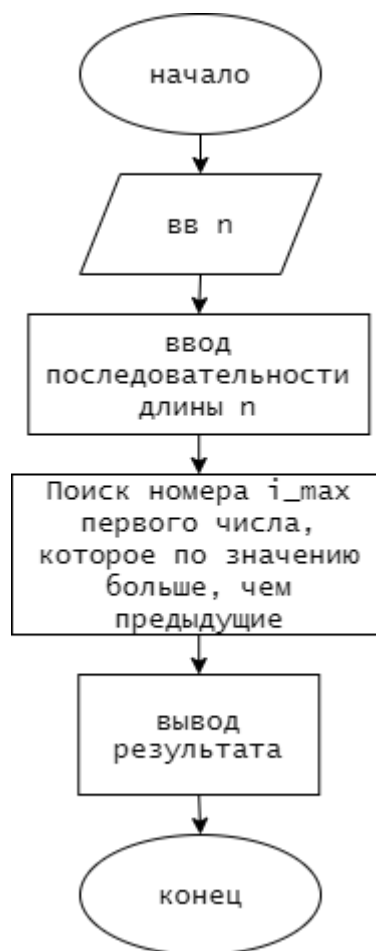 начало
вв n
ввод
последовательности
длины n
Поиск номера i_max
первого числа,
которое по значению
больше, чем
предыдущие
вывод
результата
конец